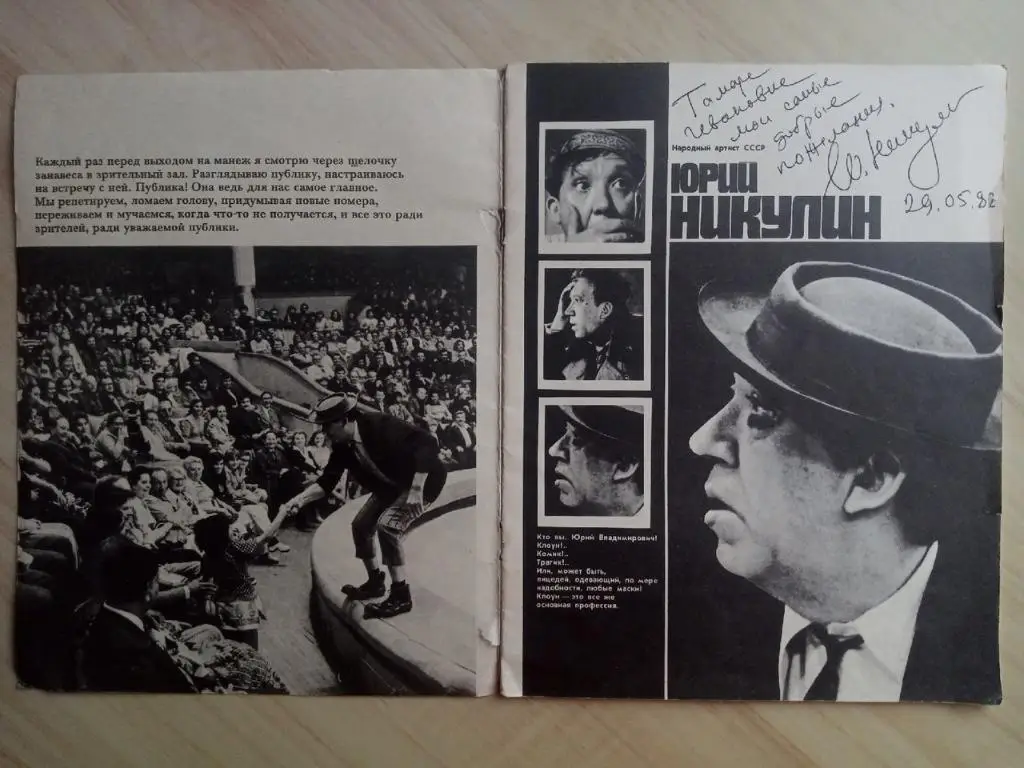 Каждый раз перед выходом на манеж я смотрю через щелочку
занавеса в зрительный зал. Разглядываю публику, настраиваюсь
на встречу с ней. Публика! Она ведь для нас самое главное.
Мы репетируем, ломаем голову, придумывая новые номера,
переживаем и мучаемся, когда что-то не получается, и все это ради
зрителей, ради уважаемой публики.
Тамаре
Ивановне
мои самые
добрые
пожелания.
Ю. Никулин
29.05.82
Народный артист СССР
ЮРИЙ
НИКУЛИН
Кто вы, Юрий Владимирович!
Клоун!..
Комик!..
Трагик!..
Или, может быть,
лицедей, одевающий, по мере
надобности, любые маски!
Клоун — это все же
основная профессия.